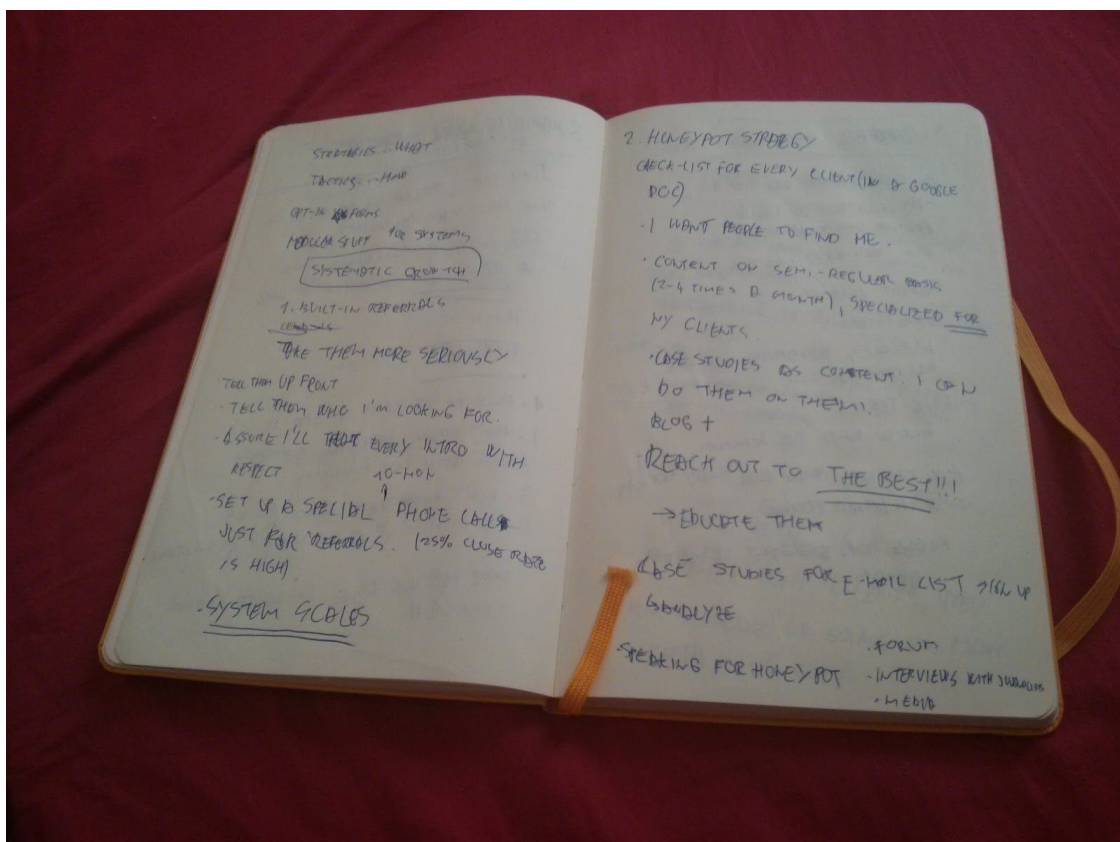 STRATEGIES... WHAT
TACTICS... HOW
OPT-IN FORMS
MODULAR STUFF FOR SYSTEMS
SYSTEMATIC GROWTH
1. BUILT-IN REFERRALS
TAKE THEM MORE SERIOUSLY
TELL THEM UP FRONT
· TELL THEM WHO I'M LOOKING FOR.
· ASSURE I'LL TREAT EVERY INTRO WITH
RESPECT
· SET UP A SPECIAL PHONE CALL
JUST FOR REFERRALS. (25% CLOSE RATE
IS HIGH)
· SYSTEM SCALES
2. HONEYPOT STRATEGY
CHECK-LIST FOR EVERY CLIENT (IN A GOOGLE
DOC)
· I WANT PEOPLE TO FIND ME.
· CONTENT ON SEMI-REGULAR BASIS
(2-4 TIMES A MONTH), SPECIALIZED FOR
MY CLIENTS.
· CASE STUDIES AS CONTENT. I CAN
DO THEM ON THEM!
BLOG +
REACH OUT TO THE BEST!!!
→ EDUCATE THEM
CASE STUDIES FOR E-MAIL LIST SIGN UP
ANALYZE
· SPEAKING FOR HONEYPOT
· FORUM
· INTERVIEWS WITH
· MEDIA